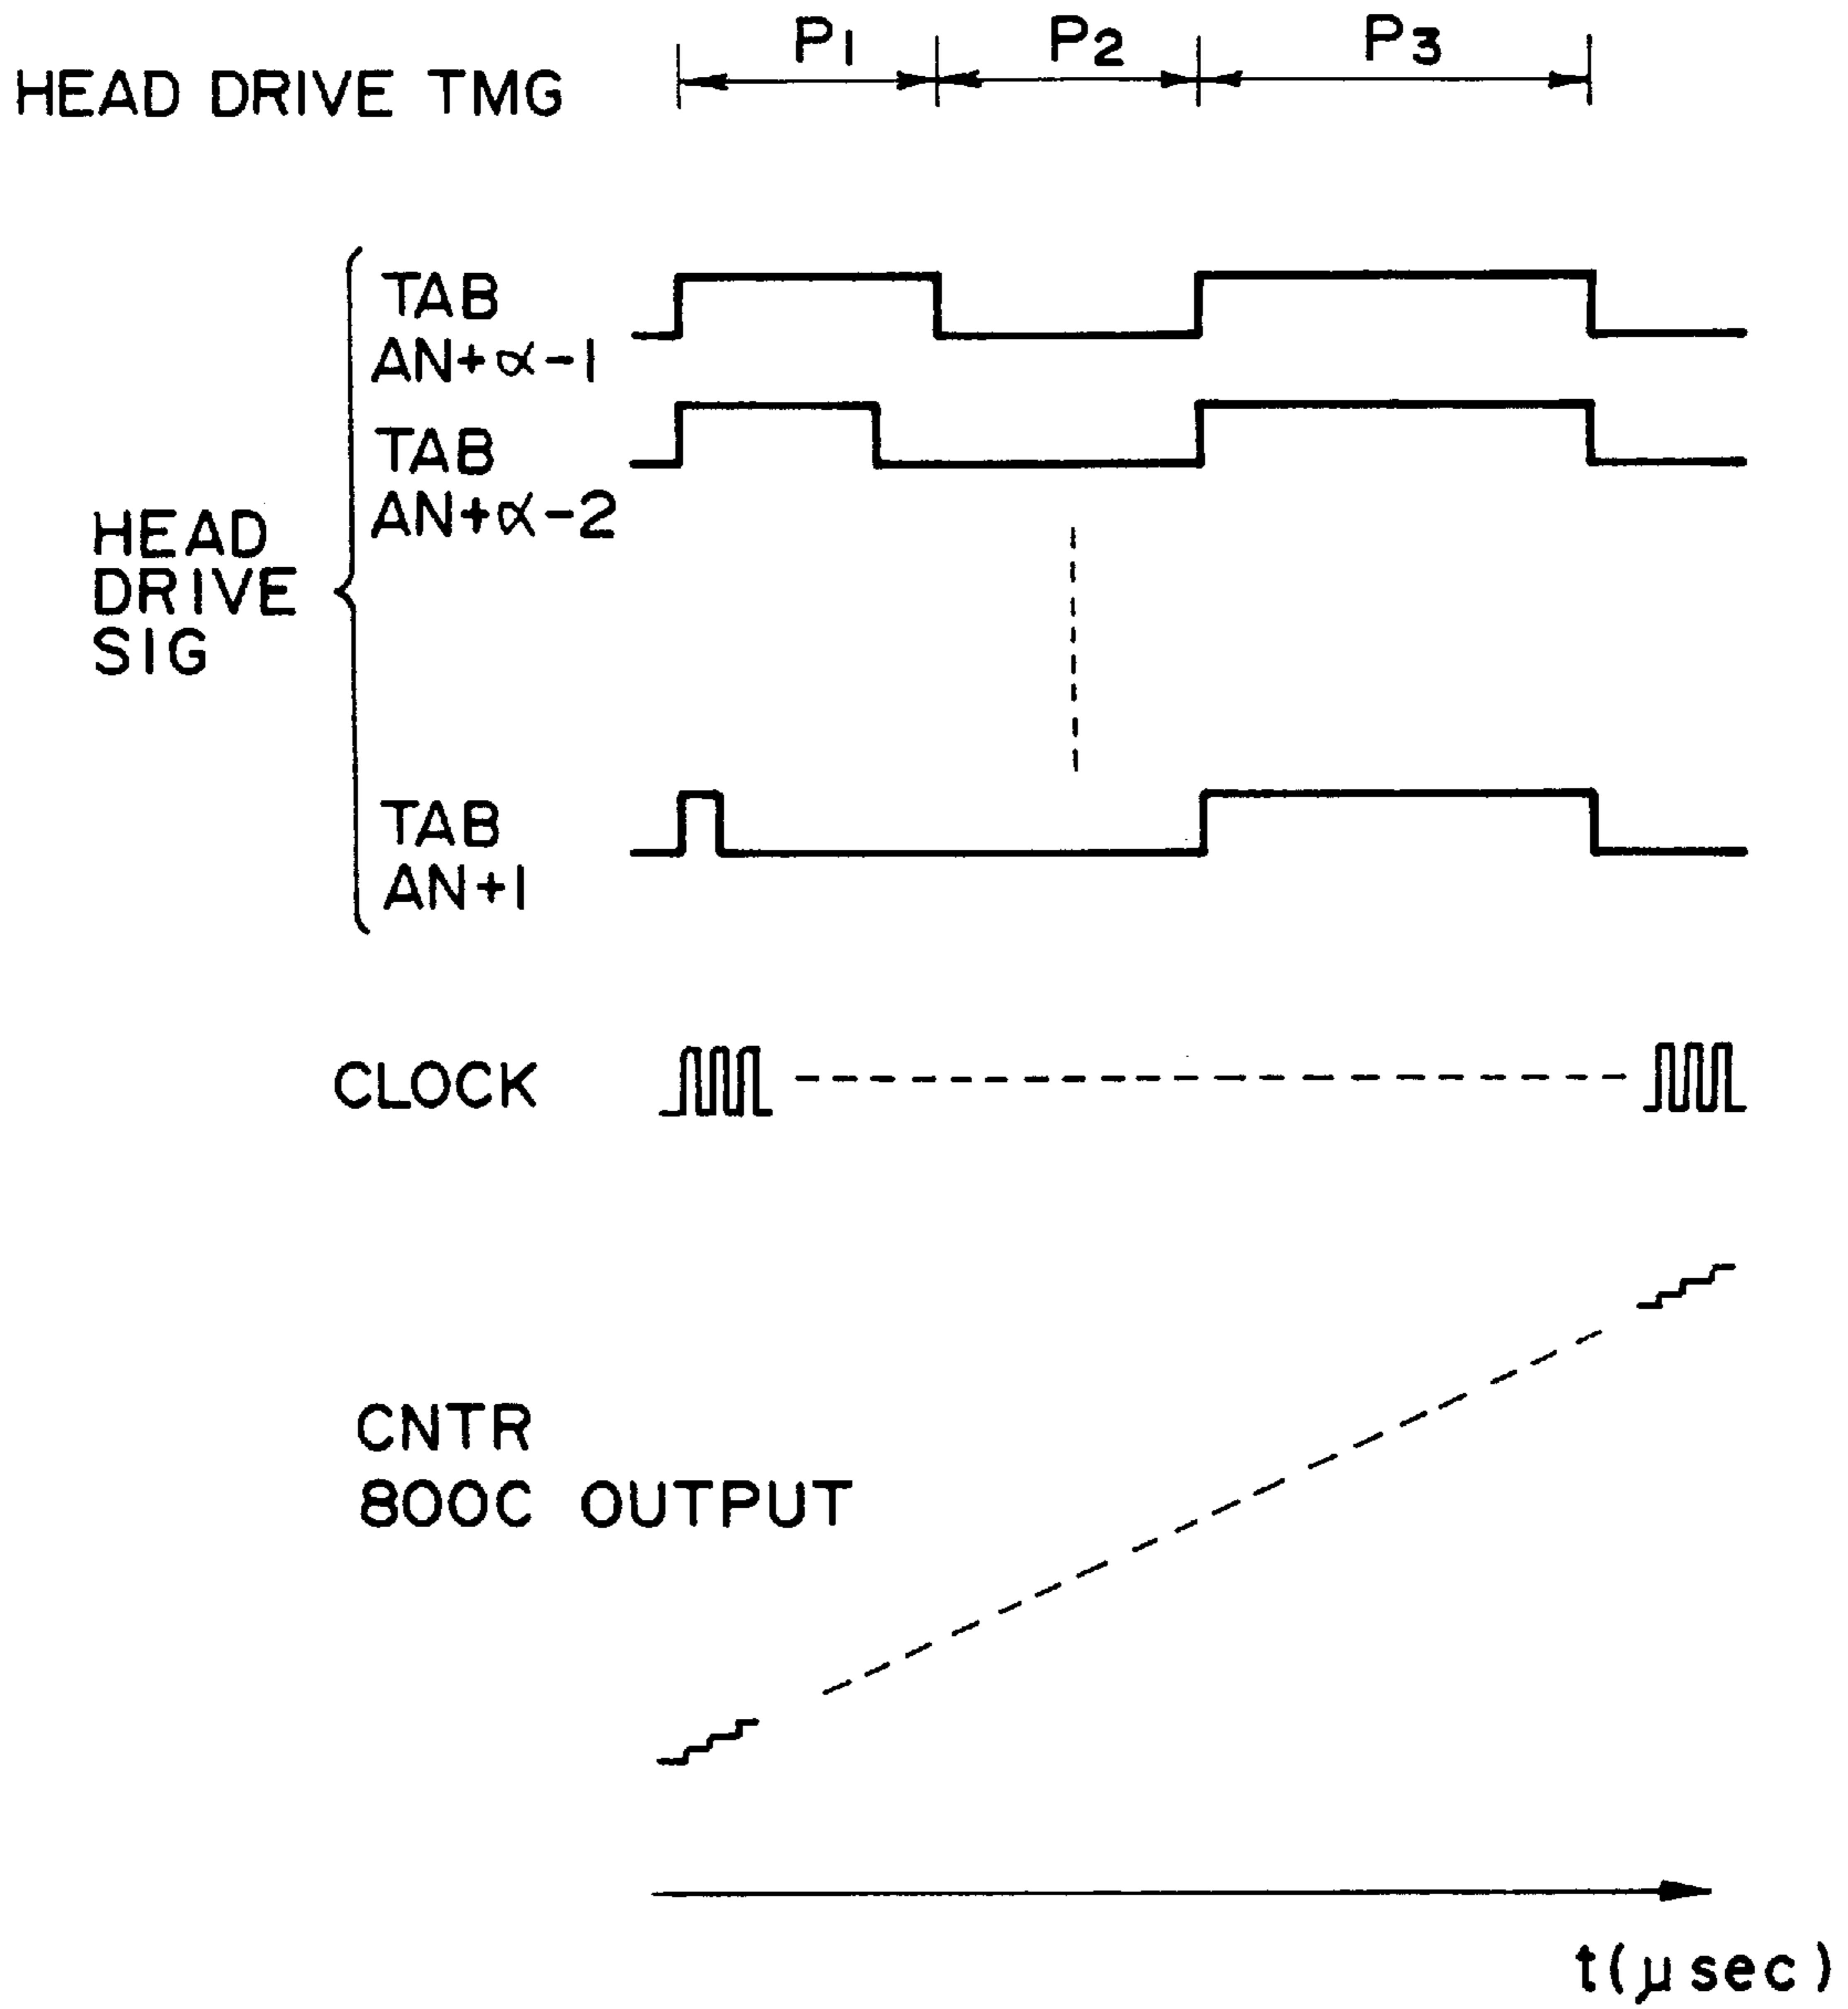 P1 P2 P3
HEAD DRIVE TMG
TAB
AN+α-1
TAB
AN+α-2
HEAD
DRIVE
SIG
TAB
AN+1
CLOCK
CNTR
800C OUTPUT
t(μsec)